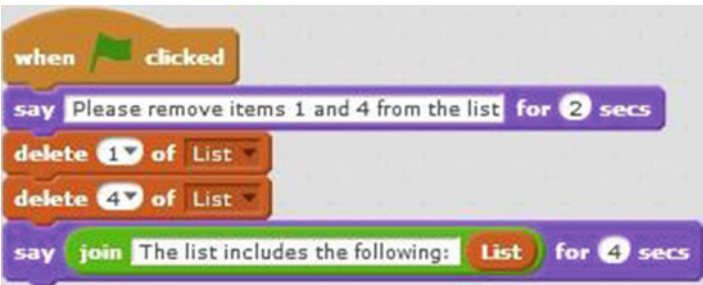 when clicked
say Please remove items 1 and 4 from the list for 2 secs
delete 1 of List
delete 4 of List
say join The list includes the following: List for 4 secs